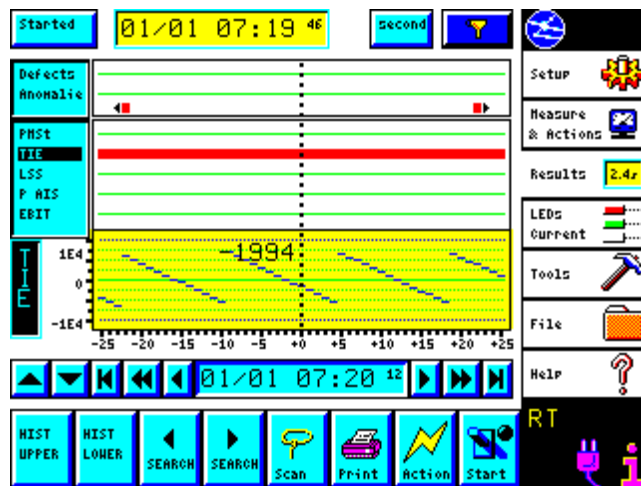 Started
01/01 07:19 46
second
Defects
Anomalie
PMSt
TIE
LSS
P AIS
EBIT
TIE
1E4
0
-1E4
-1994
-25 -20 -15 -10 -5 +0 +5 +10 +15 +20 +25
01/01 07:20 12
HIST UPPER
HIST LOWER
SEARCH
SEARCH
Scan
Print
Action
Start
Setup
Measure
& Actions
Results
2.4s
LEDs
Current
Tools
File
Help
RT